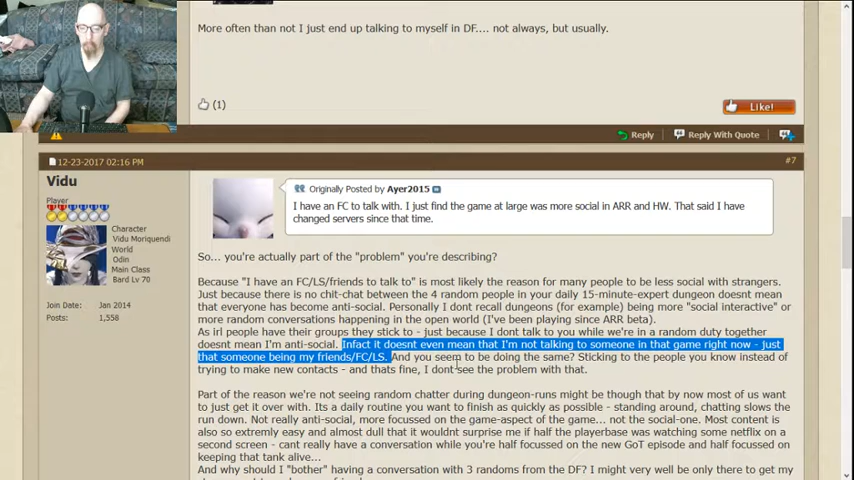 More often than not I just end up talking to myself in DF.... not always, but usually.
(1)
Like!
Reply
Reply With Quote
12-23-2017 02:16 PM
#7
Vidu
Player
Character
Vidu Moriquendi
World
Odin
Main Class
Bard Lv 70
Join Date: Jan 2014
Posts: 1,558
Originally Posted by Ayer2015
I have an FC to talk with. I just find the game at large was more social in ARR and HW. That said I have
changed servers since that time.
So... you're actually part of the "problem" you're describing?
Because "I have an FC/LS/friends to talk to" is most likely the reason for many people to be less social with strangers.
Just because there is no chit-chat between the 4 random people in your daily 15-minute-expert dungeon doesnt mean
that everyone has become anti-social. Personally I dont recall dungeons (for example) being more "social interactive" or
more random conversations happening in the open world (I've been playing since ARR beta).
As irl people have their groups they stick to - just because I dont talk to you while we're in a random duty together
doesnt mean I'm anti-social. Infact it doesnt even mean that I'm not talking to someone in that game right now - just
that someone being my friends/FC/LS. And you seem to be doing the same? Sticking to the people you know instead of
trying to make new contacts - and thats fine, I dont see the problem with that.
Part of the reason we're not seeing random chatter during dungeon-runs might be though that by now most of us want
to just get it over with. Its a daily routine you want to finish as quickly as possible - standing around, chatting slows the
run down. Not really anti-social, more focussed on the game-aspect of the game... not the social-one. Most content is
also so extremly easy and almost dull that it wouldnt surprise me if half the playerbase was watching some netflix on a
second screen - cant really have a conversation while you're half focussed on the new GoT episode and half focussed on
keeping that tank alive...
And why should I "bother" having a conversation with 3 randoms from the DF? I might very well be only there to get my